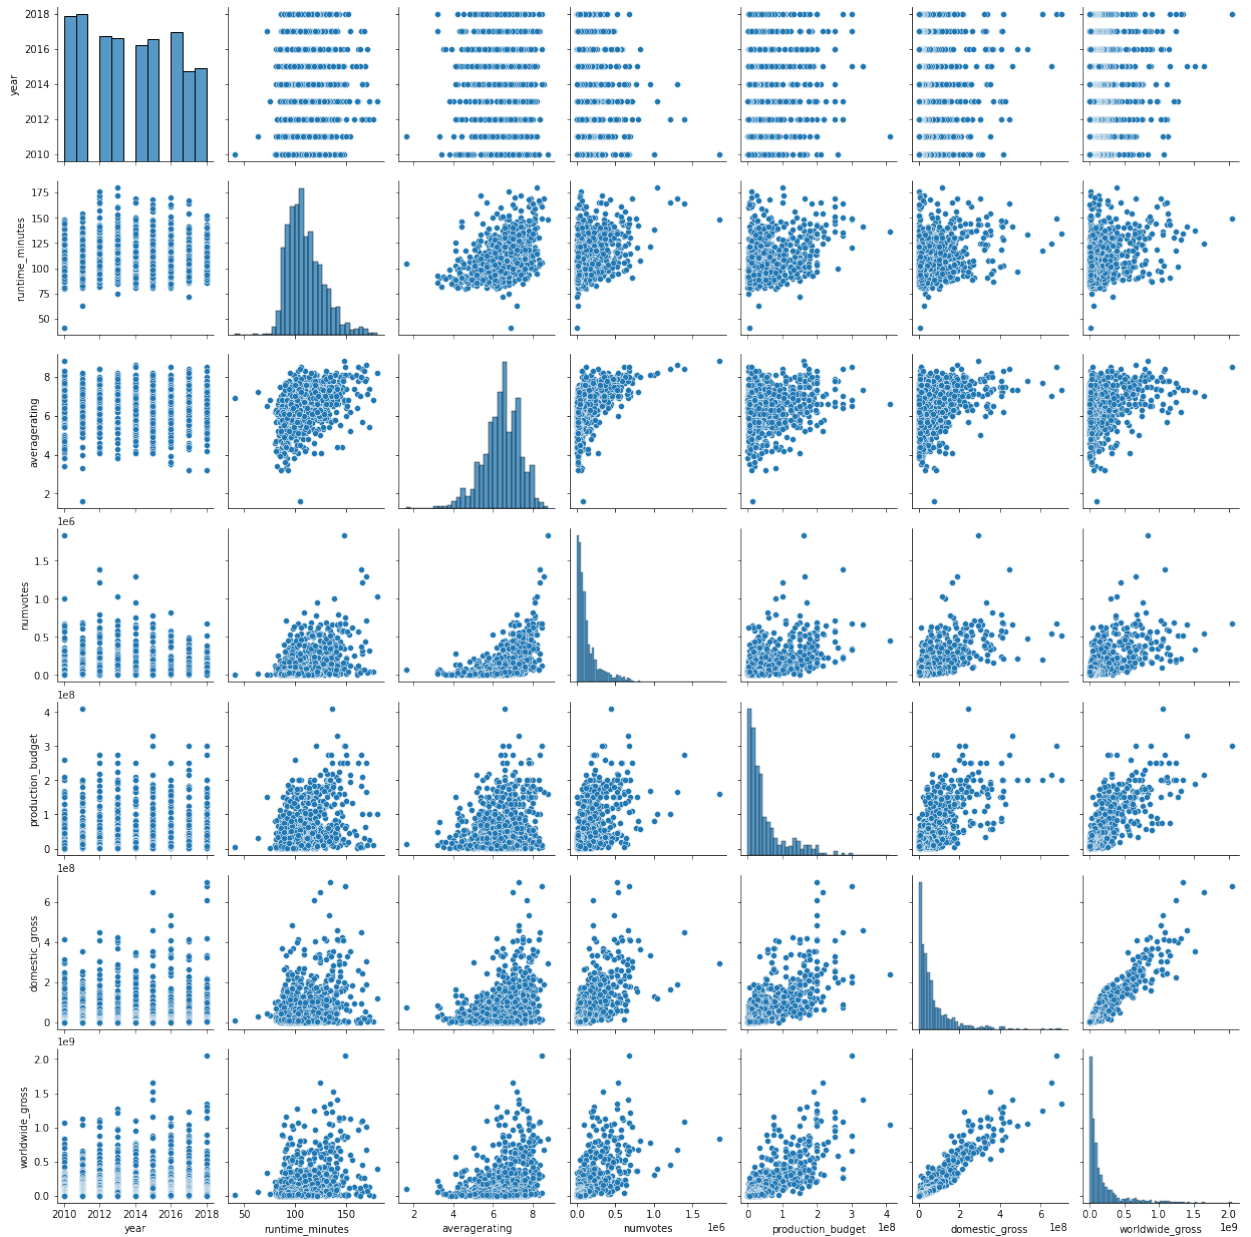 2018
2016
2014
2012
2010
year
175
150
125
100
75
50
runtime_minutes
8
6
4
2
averagerating
1e6
1.5
1.0
0.5
0.0
numvotes
1e8
4
3
2
1
0
production_budget
1e8
6
4
2
0
domestic_gross
1e9
2.0
1.5
1.0
0.5
0.0
worldwide_gross
2010 2012 2014 2016 2018
year
50 100 150
runtime_minutes
2 4 6 8
averagerating
0.0 0.5 1.0 1.5
1e6
numvotes
0 1 2 3 4
1e8
production_budget
0 2 4 6
1e8
domestic_gross
0.0 0.5 1.0 1.5 2.0
1e9
worldwide_gross